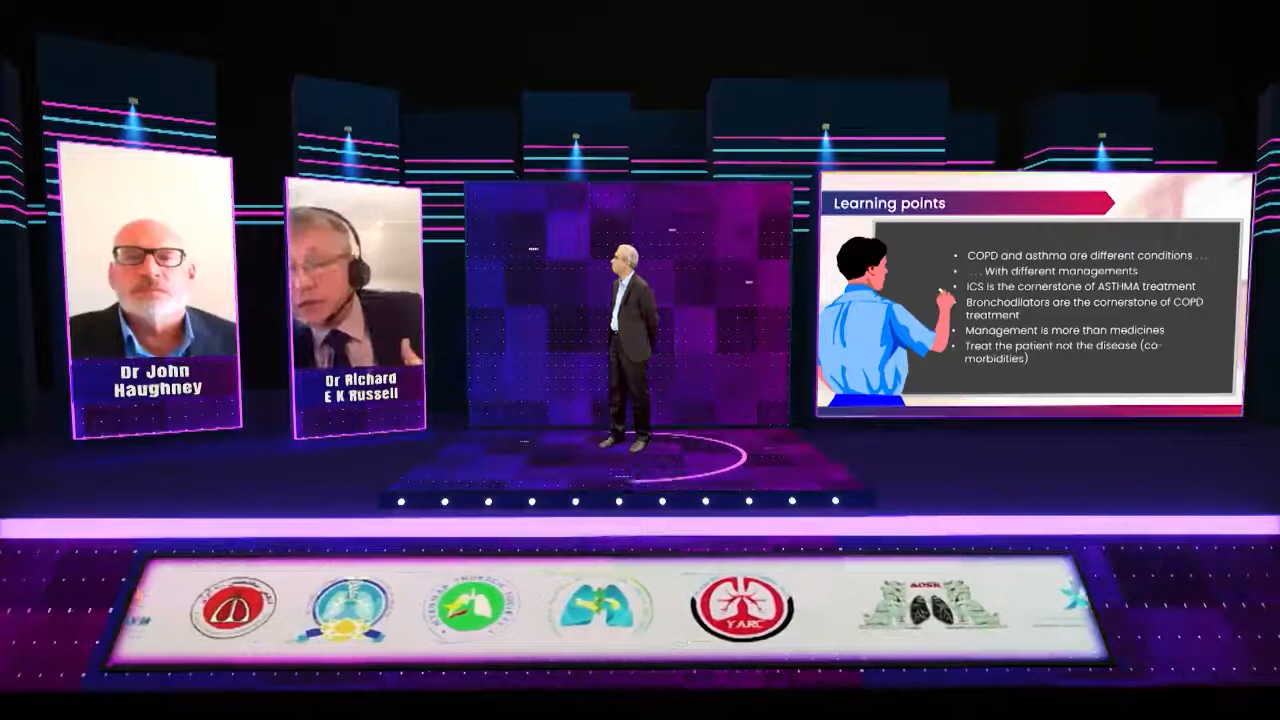 Dr John
Haughney
Dr Richard
E K Russell
Learning points
• COPD and asthma are different conditions . . .
• . . . With different managements
• ICS is the cornerstone of ASTHMA treatment
• Bronchodilators are the cornerstone of COPD
treatment
• Management is more than medicines
• Treat the patient not the disease (co-
morbidities)
YARC